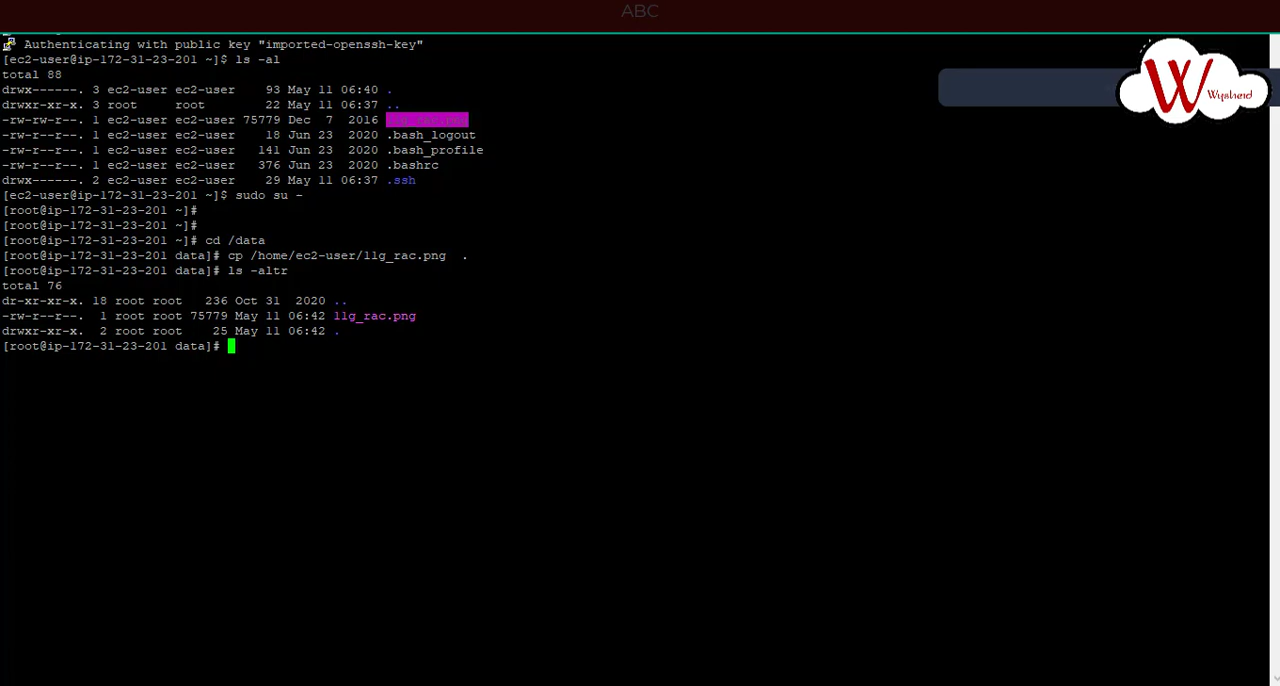 ABC
Authenticating with public key "imported-openssh-key"
[ec2-user@ip-172-31-23-201 ~]$ ls -al
total 88
drwx------. 3 ec2-user ec2-user    93 May 11 06:40 .
drwxr-xr-x. 3 root     root        22 May 11 06:37 ..
-rw-rw-r--. 1 ec2-user ec2-user 75779 Dec  7  2016
-rw-r--r--. 1 ec2-user ec2-user    18 Jun 23  2020 .bash_logout
-rw-r--r--. 1 ec2-user ec2-user   141 Jun 23  2020 .bash_profile
-rw-r--r--. 1 ec2-user ec2-user   376 Jun 23  2020 .bashrc
drwx------. 2 ec2-user ec2-user    29 May 11 06:37 .ssh
[ec2-user@ip-172-31-23-201 ~]$ sudo su -
[root@ip-172-31-23-201 ~]#
[root@ip-172-31-23-201 ~]#
[root@ip-172-31-23-201 ~]# cd /data
[root@ip-172-31-23-201 data]# cp /home/ec2-user/11g_rac.png  .
[root@ip-172-31-23-201 data]# ls -altr
total 76
dr-xr-xr-x. 18 root root   236 Oct 31  2020 ..
-rw-r--r--.  1 root root 75779 May 11 06:42 11g_rac.png
drwxr-xr-x.  2 root root    25 May 11 06:42 .
[root@ip-172-31-23-201 data]#
W Wysheid